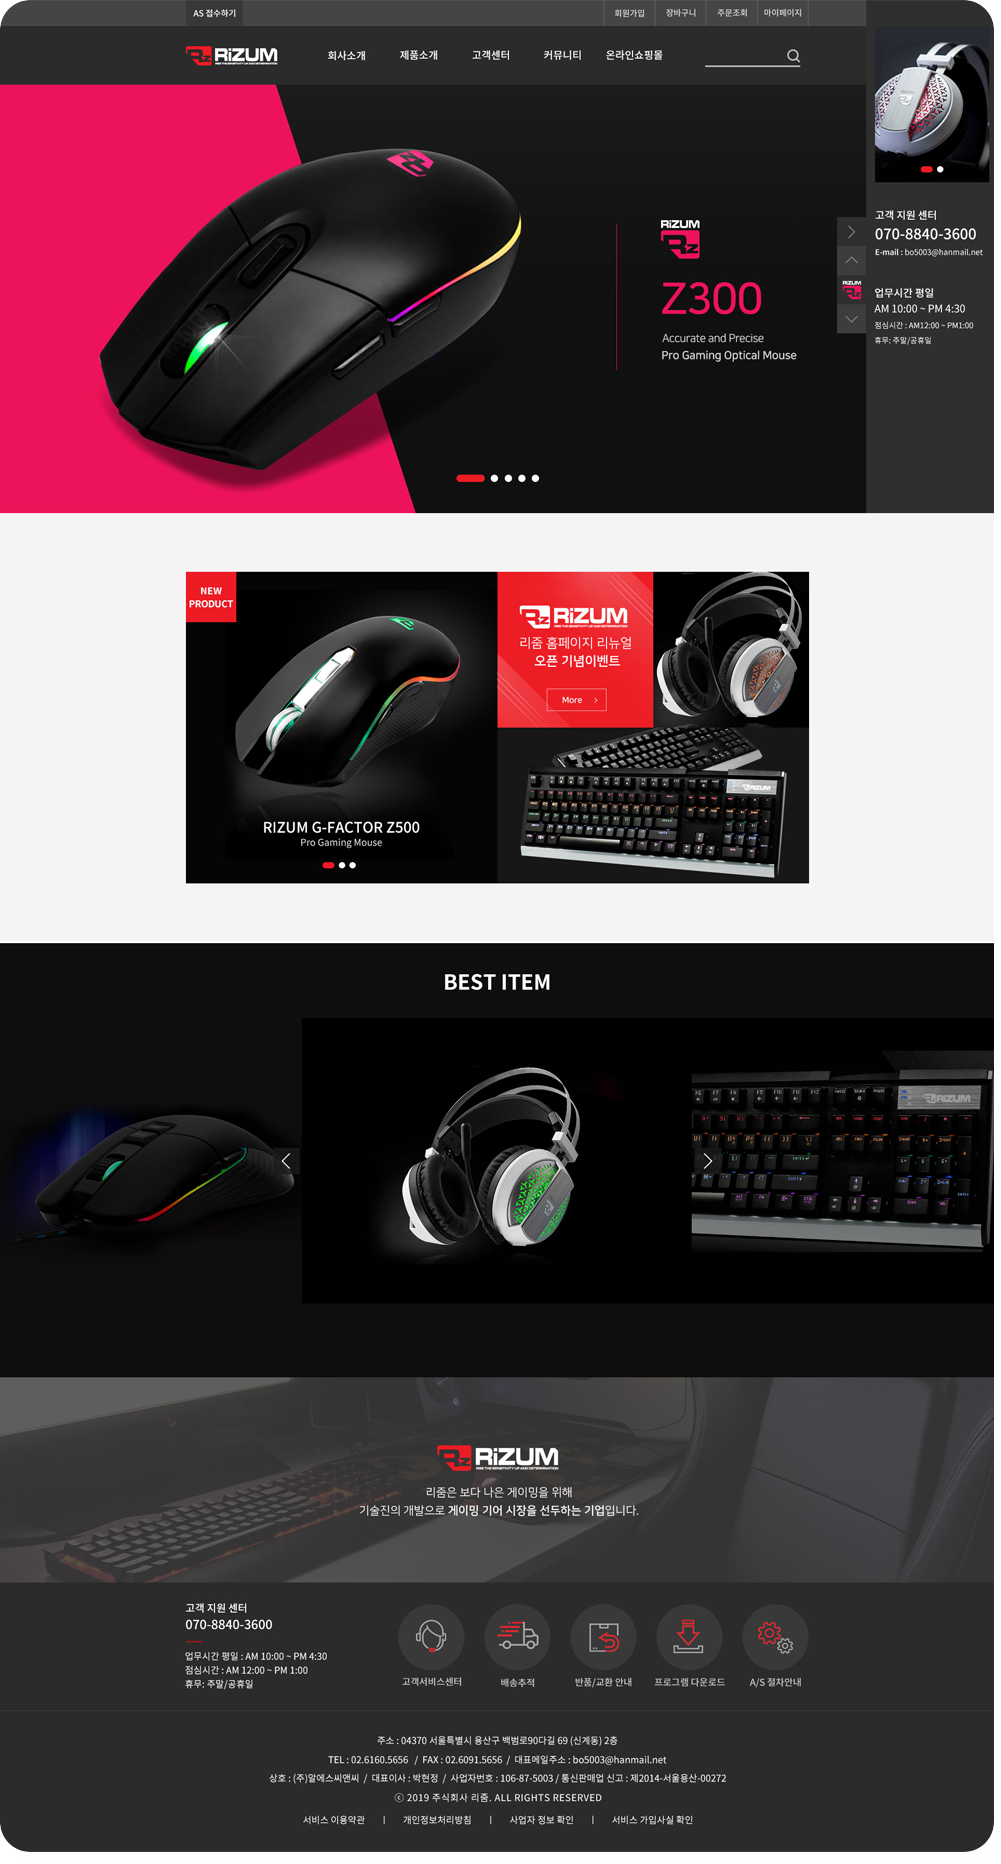 AS 접수하기
회원가입
장바구니
주문조회
마이페이지
RiZUM
회사소개
제품소개
고객센터
커뮤니티
온라인쇼핑몰
RiZUM
Z300
Accurate and Precise
Pro Gaming Optical Mouse
고객 지원 센터
070-8840-3600
E-mail : bo5003@hanmail.net
RiZUM
업무시간 평일
AM 10:00 ~ PM 4:30
점심시간 : AM12:00 ~ PM1:00
휴무: 주말/공휴일
NEW
PRODUCT
RIZUM G-FACTOR Z500
Pro Gaming Mouse
RiZUM
리줌 홈페이지 리뉴얼
오픈 기념이벤트
More
RiZUM
BEST ITEM
RiZUM
RiZUM
RISE THE SENSITIVITY UP AND DETERMINATION
리줌은 보다 나은 게이밍을 위해
기술진의 개발으로 게이밍 기어 시장을 선두하는 기업입니다.
고객 지원 센터
070-8840-3600
업무시간 평일 : AM 10:00 ~ PM 4:30
점심시간 : AM 12:00 ~ PM 1:00
휴무: 주말/공휴일
고객서비스센터
배송추적
반품/교환 안내
프로그램 다운로드
A/S 절차안내
주소 : 04370 서울특별시 용산구 백범로90다길 69 (신계동) 2층
TEL : 02.6160.5656 / FAX : 02.6091.5656 / 대표메일주소 : bo5003@hanmail.net
상호 : (주)알에스씨앤씨 / 대표이사 : 박현정 / 사업자번호 : 106-87-5003 / 통신판매업 신고 : 제2014-서울용산-00272
ⓒ 2019 주식회사 리줌. ALL RIGHTS RESERVED
서비스 이용약관 | 개인정보처리방침 | 사업자 정보 확인 | 서비스 가입사실 확인